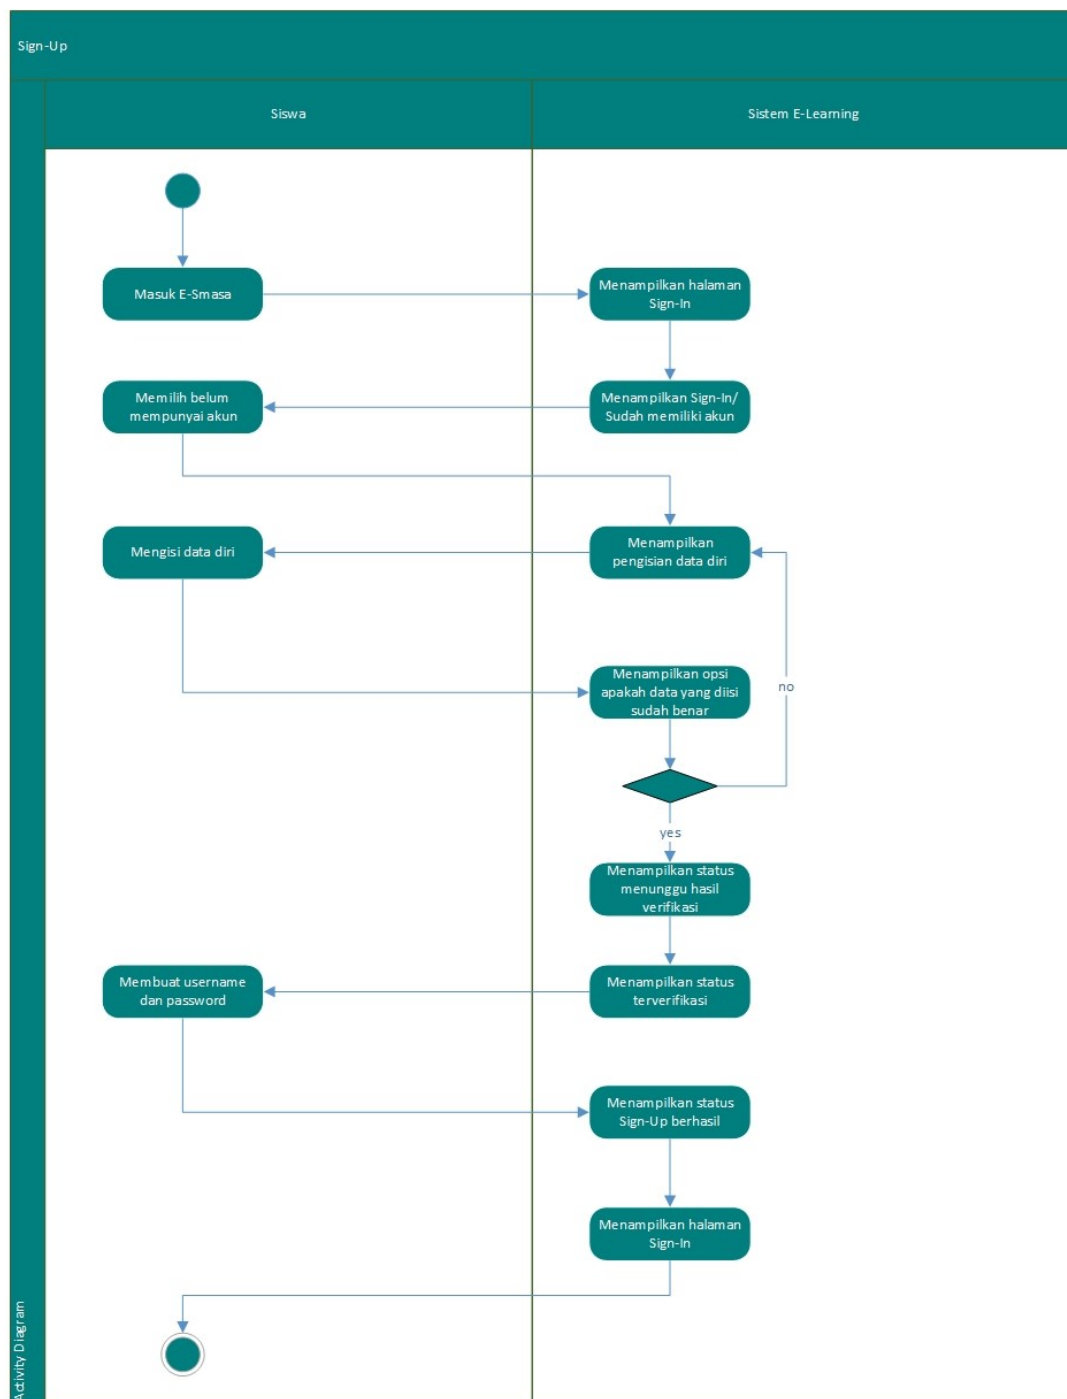 Sign-Up
Siswa
Sistem E-Learning
Masuk E-Smasa
Menampilkan halaman
Sign-In
Memilih belum
mempunyai akun
Menampilkan Sign-In/
Sudah memiliki akun
Mengisi data diri
Menampilkan
pengisian data diri
Menampilkan opsi
apakah data yang diisi
sudah benar
no
yes
Menampilkan status
menunggu hasil
verifikasi
Membuat username
dan password
Menampilkan status
terverifikasi
Menampilkan status
Sign-Up berhasil
Menampilkan halaman
Sign-In
Activity Diagram